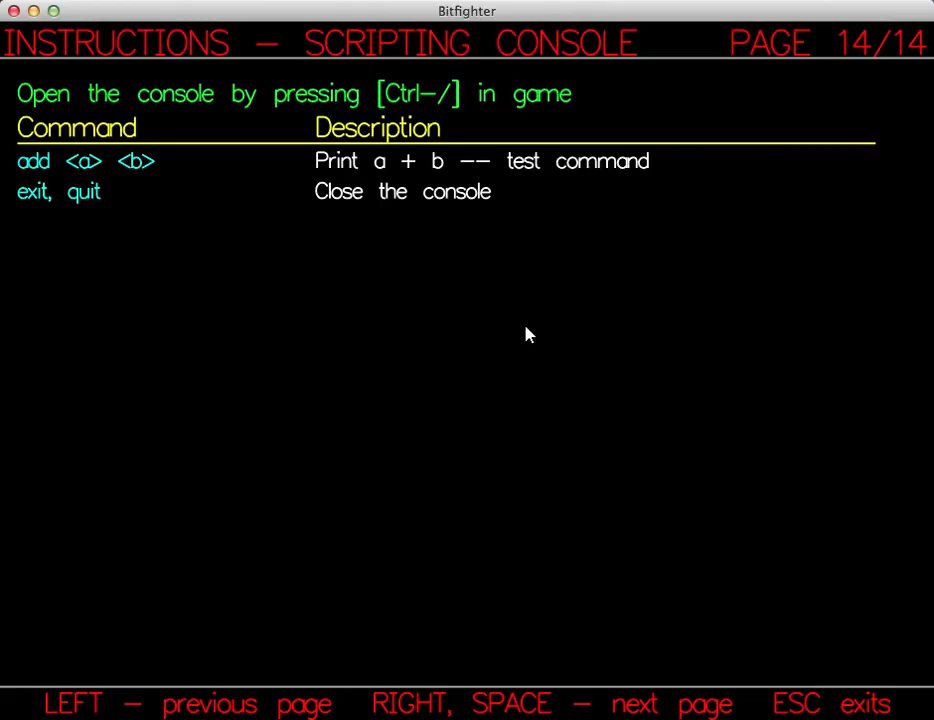 Bitfighter
INSTRUCTIONS - SCRIPTING CONSOLE PAGE 14/14
Open the console by pressing [Ctrl-/] in game
Command Description
add <a> <b> Print a + b -- test command
exit, quit Close the console
LEFT - previous page RIGHT, SPACE - next page ESC exits